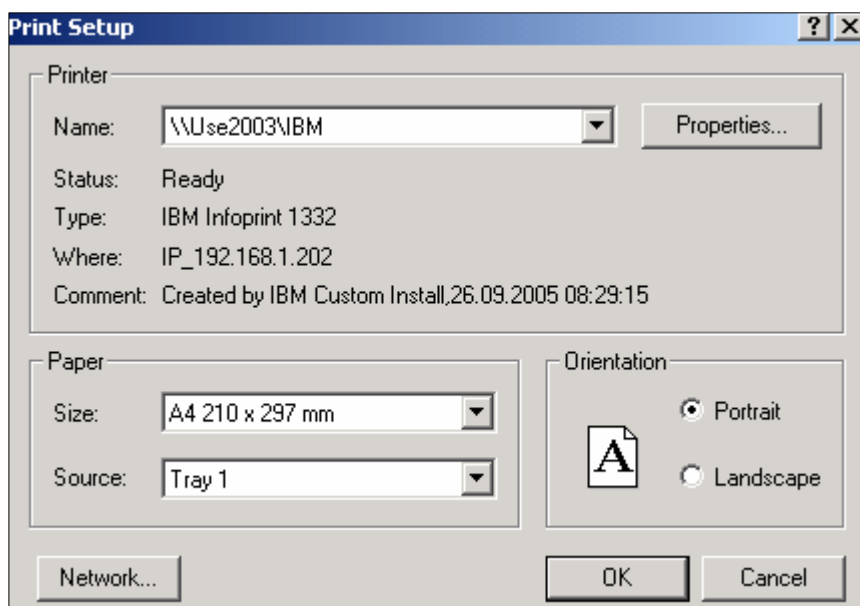 Print Setup
Printer
Name: \\Use2003\IBM Properties...
Status: Ready
Type: IBM Infoprint 1332
Where: IP_192.168.1.202
Comment: Created by IBM Custom Install,26.09.2005 08:29:15
Paper
Size: A4 210 x 297 mm
Source: Tray 1
Orientation
A
Portrait
Landscape
Network... OK Cancel